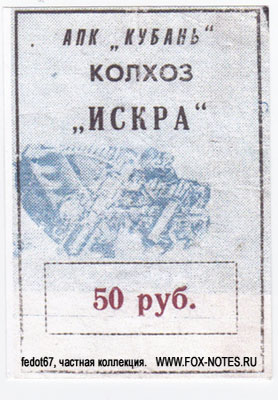 АПК „КУБАНЬ“
КОЛХОЗ
„ИСКРА“
50 руб.
fedot67, частная коллекция. WWW.FOX-NOTES.RU